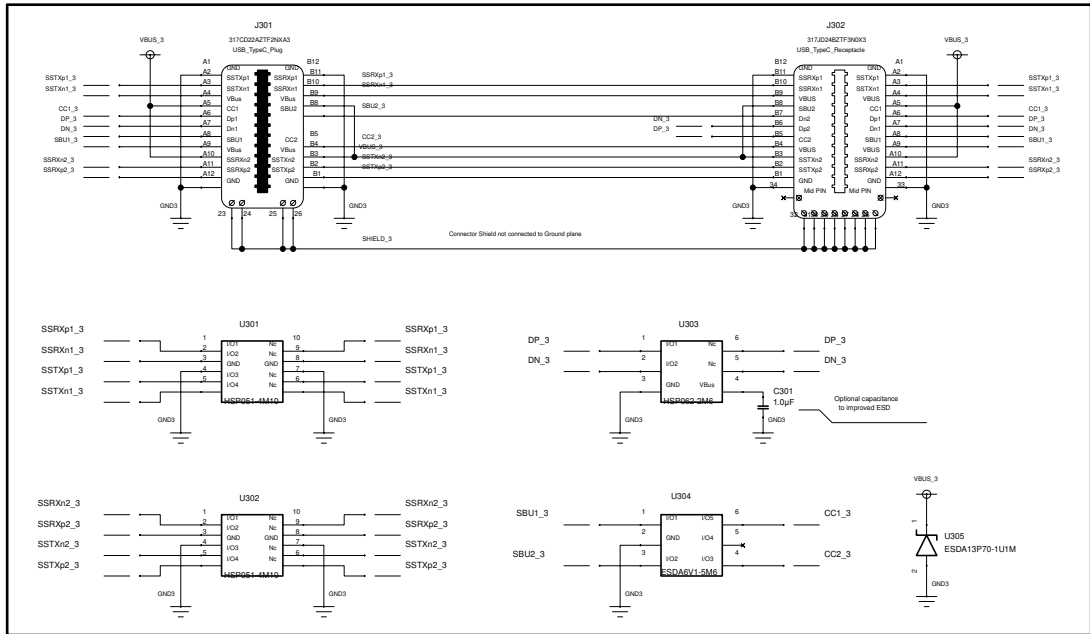 J301
317CD22AZTF2NXA3
USB_TypeC_Plug
J302
317JD24BZTF3N0X3
USB_TypeC_Receptacle
VBUS_3
VBUS_3
A1 GND GND B12
SSTXp1_3 A2 SSTXp1 SSRXp1 B11 SSRXp1_3
SSTXn1_3 A3 SSTXn1 SSRXn1 B10 SSRXn1_3
A4 VBus VBUS B9
CC1_3 A5 CC1 SBU2 B8 SBU2_3
DP_3 A6 Dp1
DN_3 A7 Dn1
SBU1_3 A8 SBU1 CC2 B5 CC2_3
A9 VBus VBUS B4 VBUS_3
SSRXn2_3 A10 SSRXn2 SSTXn2 B3 SSTXn2_3
SSRXp2_3 A11 SSRXp2 SSTXp2 B2 SSTXp2_3
A12 GND GND B1
GND3 23 24 25 26 GND3
B12 GND GND A1
B11 SSRXp1 SSTXp1 A2 SSTXp1_3
B10 SSRXn1 SSTXn1 A3 SSTXn1_3
B9 VBUS VBUS A4
B8 SBU2 CC1 A5 CC1_3
DN_3 B7 Dn2 Dp1 A6 DP_3
DP_3 B6 Dp2 Dn1 A7 DN_3
B5 CC2 SBU1 A8 SBU1_3
B4 VBUS VBUS A9
B3 SSTXn2 SSRXn2 A10 SSRXn2_3
B2 SSTXp2 SSRXp2 A11 SSRXp2_3
B1 GND GND A12
34 Mid PIN Mid PIN 33
GND3 GND3
SHIELD_3
Connector Shield not connected to Ground plane
U301
SSRXp1_3 1 I/O1 Nc 10 SSRXp1_3
SSRXn1_3 2 I/O2 Nc 9 SSRXn1_3
3 GND GND 8
SSTXp1_3 4 I/O3 Nc 7 SSTXp1_3
SSTXn1_3 5 I/O4 Nc 6 SSTXn1_3
HSP051-4M10
GND3 GND3
U303
DP_3 1 I/O1 Nc 6 DP_3
DN_3 2 I/O2 Nc 5 DN_3
3 GND VBus 4
HSP062-2M6
C301
1.0µF
GND3 GND3
Optional capacitance
to improved ESD
U302
SSRXn2_3 1 I/O1 Nc 10 SSRXn2_3
SSRXp2_3 2 I/O2 Nc 9 SSRXp2_3
3 GND GND 8
SSTXn2_3 4 I/O3 Nc 7 SSTXn2_3
SSTXp2_3 5 I/O4 Nc 6 SSTXp2_3
HSP051-4M10
GND3 GND3
U304
SBU1_3 1 I/O1 I/O5 6 CC1_3
2 GND I/O4 5
SBU2_3 3 I/O2 I/O3 4 CC2_3
ESDA6V1-5M6
GND3
VBUS_3
1
U305
ESDA13P70-1U1M
2
GND3